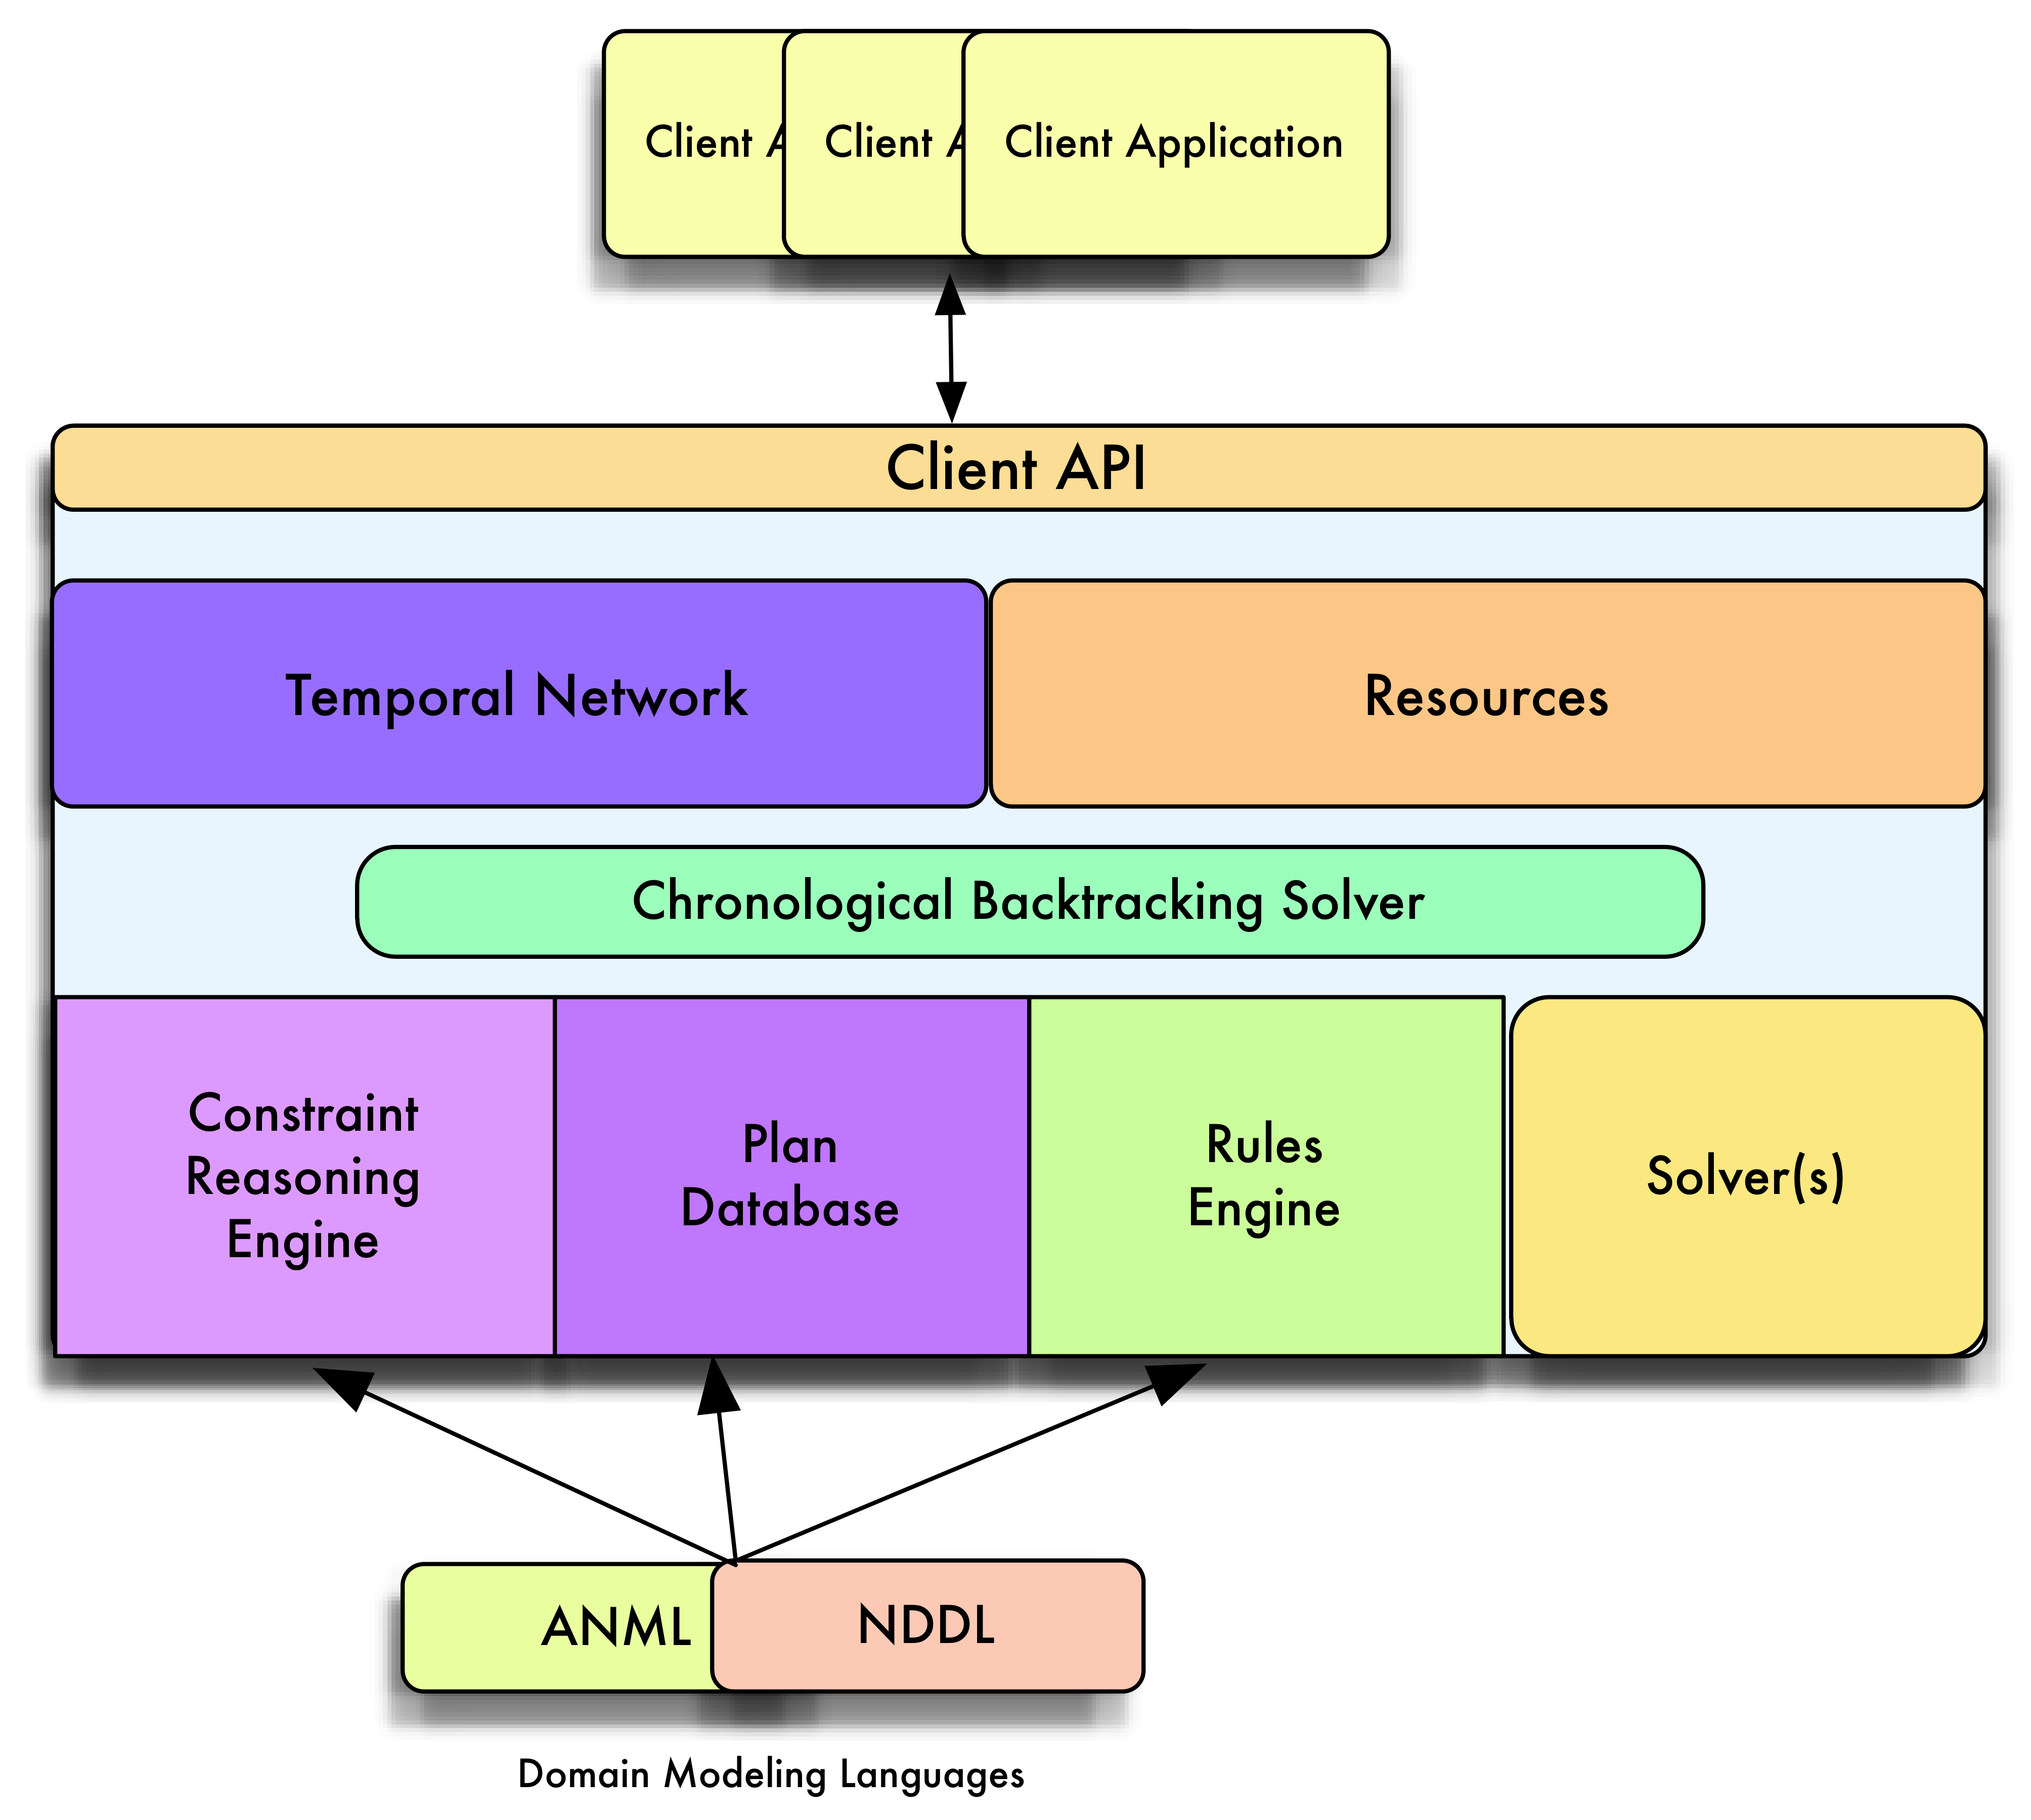 Client A
Client A
Client Application
Client API
Temporal Network
Resources
Chronological Backtracking Solver
Constraint
Reasoning
Engine
Plan
Database
Rules
Engine
Solver(s)
ANML
NDDL
Domain Modeling Languages